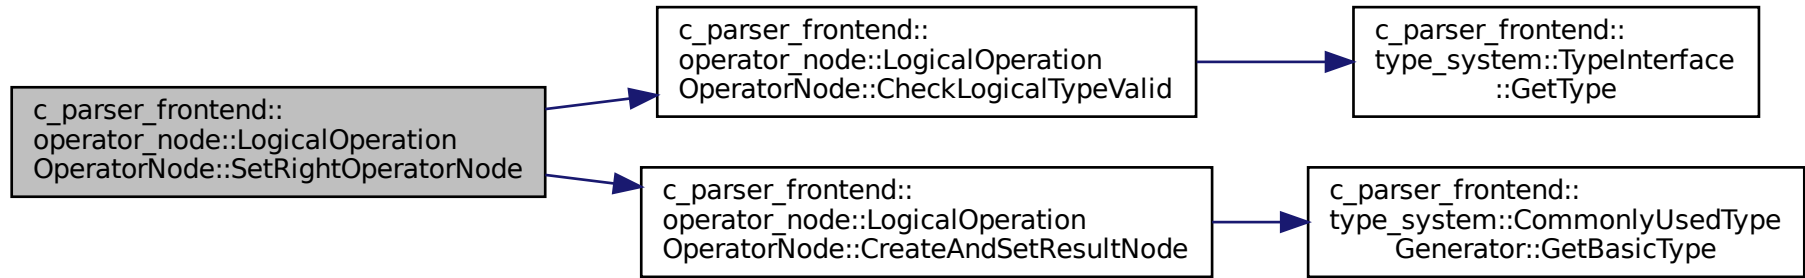 c_parser_frontend::
operator_node::LogicalOperation
OperatorNode::SetRightOperatorNode
c_parser_frontend::
operator_node::LogicalOperation
OperatorNode::CheckLogicalTypeValid
c_parser_frontend::
type_system::TypeInterface
::GetType
c_parser_frontend::
operator_node::LogicalOperation
OperatorNode::CreateAndSetResultNode
c_parser_frontend::
type_system::CommonlyUsedType
Generator::GetBasicType